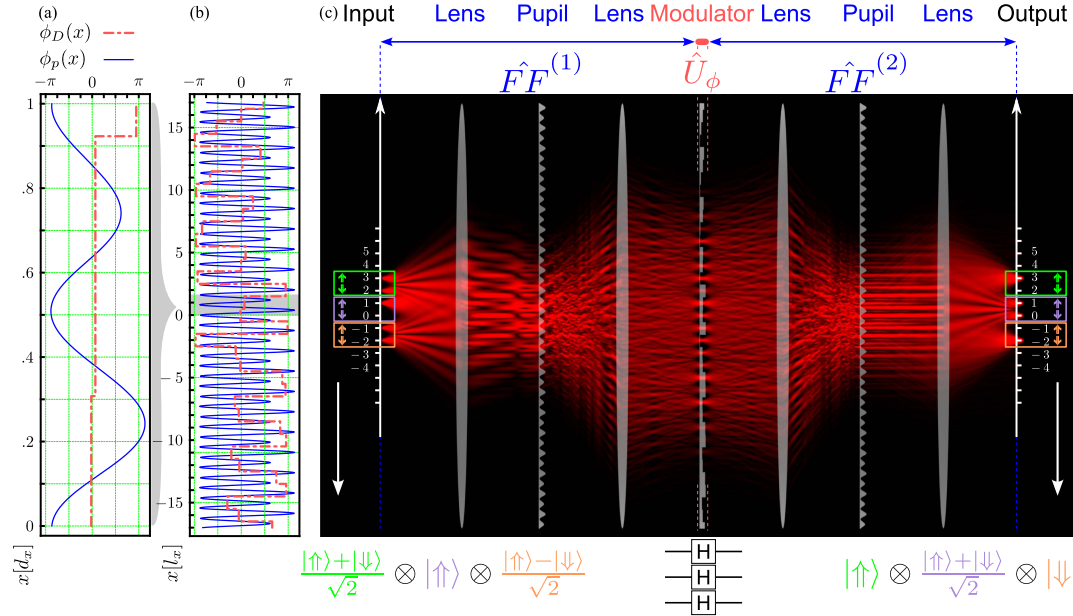 (a)
ϕ_D(x)
ϕ_p(x)
−π 0 π
1
.8
.6
.4
.2
0
x[d_x]
(b)
−π 0 π
15
10
5
0
−5
−10
−15
x[l_x]
(c) Input Lens Pupil Lens Modulator Lens Pupil Lens Output
F̂F^(1) Û_ϕ F̂F^(2)
5
4
3
2
1
0
−1
−2
−3
−4
5
4
3
2
1
0
−1
−2
−3
−4
(|⇑⟩+|⇓⟩)/√2 ⊗ |⇑⟩ ⊗ (|⇑⟩−|⇓⟩)/√2
H
H
H
|⇑⟩ ⊗ (|⇑⟩+|⇓⟩)/√2 ⊗ |⇓